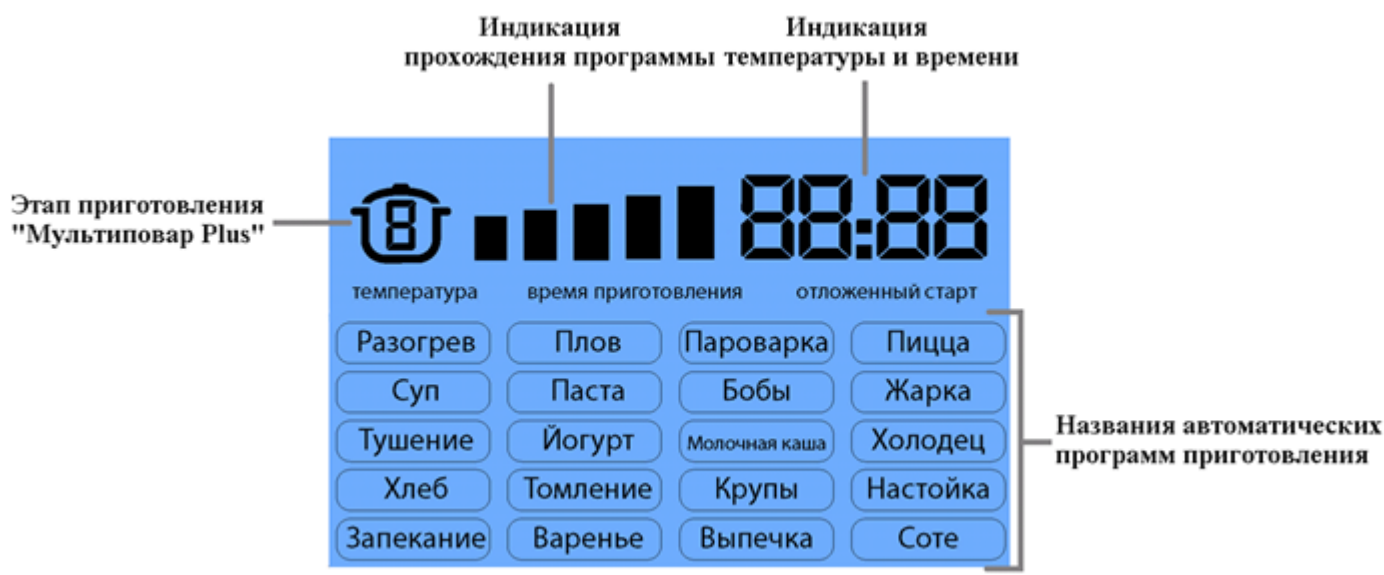 Индикация
прохождения программы
Индикация
температуры и времени
Этап приготовления
"Мультиповар Plus"
8
88:88
температура
время приготовления
отложенный старт
Разогрев
Плов
Пароварка
Пицца
Суп
Паста
Бобы
Жарка
Тушение
Йогурт
Молочная каша
Холодец
Хлеб
Томление
Крупы
Настойка
Запекание
Варенье
Выпечка
Соте
Названия автоматических
программ приготовления